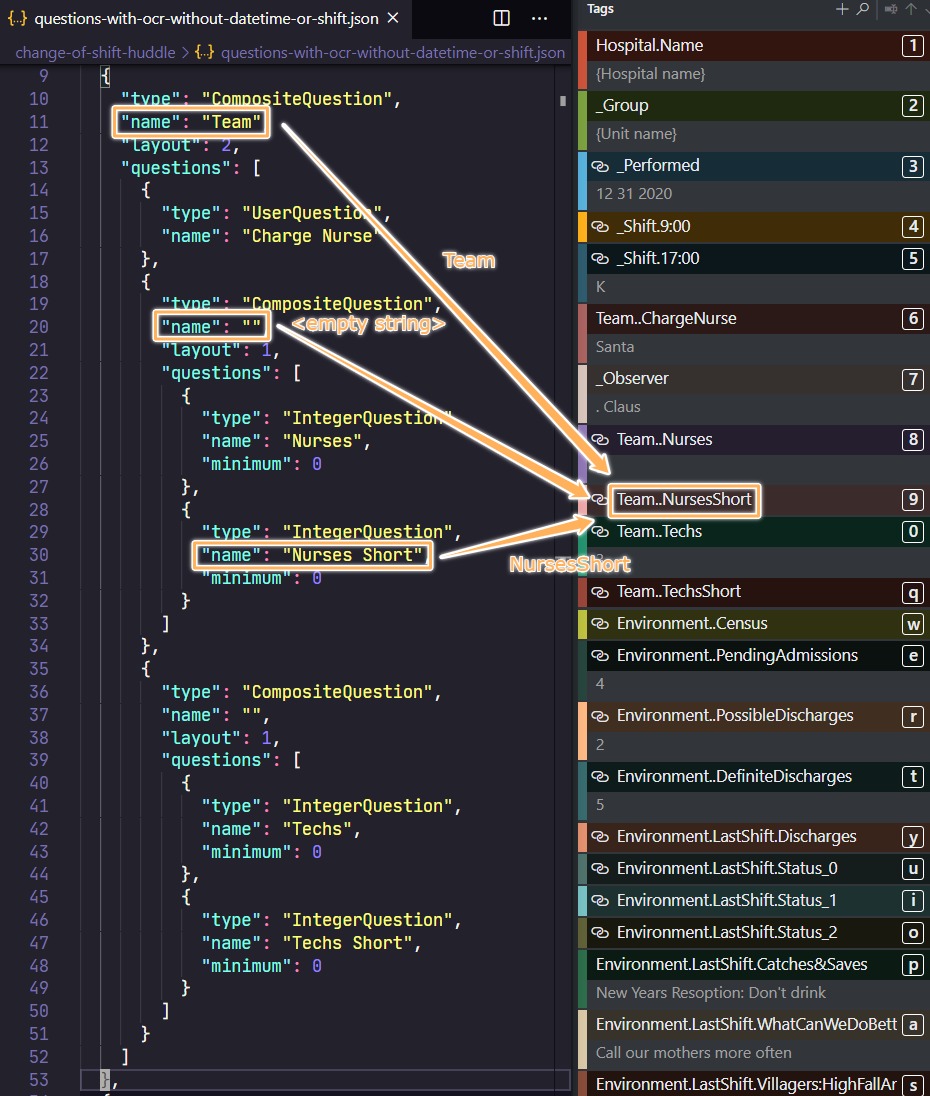 {..} questions-with-ocr-without-datetime-or-shift.json ×
change-of-shift-huddle > {..} questions-with-ocr-without-datetime-or-shift.json
9 {
10 "type": "CompositeQuestion",
11 "name": "Team"
12 "layout": 2,
13 "questions": [
14 {
15 "type": "UserQuestion",
16 "name": "Charge Nurse"
17 },
18 {
19 "type": "CompositeQuestion",
20 "name": ""
21 "layout": 1,
22 "questions": [
23 {
24 "type": "IntegerQuestion",
25 "name": "Nurses",
26 "minimum": 0
27 },
28 {
29 "type": "IntegerQuestion",
30 "name": "Nurses Short"
31 "minimum": 0
32 }
33 ]
34 },
35 {
36 "type": "CompositeQuestion",
37 "name": "",
38 "layout": 1,
39 "questions": [
40 {
41 "type": "IntegerQuestion",
42 "name": "Techs",
43 "minimum": 0
44 },
45 {
46 "type": "IntegerQuestion",
47 "name": "Techs Short",
48 "minimum": 0
49 }
50 ]
51 }
52 ]
53 },
Team
<empty string>
NursesShort
Tags
Hospital.Name 1
{Hospital name}
_Group 2
{Unit name}
_Performed 3
12 31 2020
_Shift.9:00 4
_Shift.17:00 5
K
Team..ChargeNurse 6
Santa
_Observer 7
. Claus
Team..Nurses 8
Team..NursesShort 9
Team..Techs 0
Team..TechsShort q
Environment..Census w
Environment..PendingAdmissions e
4
Environment..PossibleDischarges r
2
Environment..DefiniteDischarges t
5
Environment.LastShift.Discharges y
Environment.LastShift.Status_0 u
Environment.LastShift.Status_1 i
Environment.LastShift.Status_2 o
Environment.LastShift.Catches&Saves p
New Years Resoption: Don't drink
Environment.LastShift.WhatCanWeDoBett a
Call our mothers more often
Environment.LastShift.Villagers:HighFallAr s